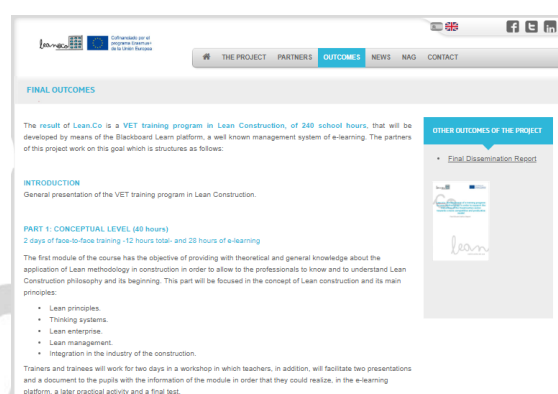 leanco
Cofinanciado por el
programa Erasmus+
de la Unión Europea
THE PROJECT PARTNERS OUTCOMES NEWS NAG CONTACT
FINAL OUTCOMES
The result of Lean.Co is a VET training program in Lean Construction, of 240 school hours, that will be
developed by means of the Blackboard Learn platform, a well known management system of e-learning. The partners
of this project work on this goal which is structures as follows:
INTRODUCTION
General presentation of the VET training program in Lean Construction.
PART 1: CONCEPTUAL LEVEL (40 hours)
2 days of face-to-face training -12 hours total- and 28 hours of e-learning
The first module of the course has the objective of providing with theoretical and general knowledge about the
application of Lean methodology in construction in order to allow to the professionals to know and to understand Lean
Construction philosophy and its beginning. This part will be focused in the concept of Lean construction and its main
principles:
• Lean principles.
• Thinking systems.
• Lean enterprise.
• Lean management.
• Integration in the industry of the construction.
Trainers and trainees will work for two days in a workshop in which teachers, in addition, will facilitate two presentations
and a document to the pupils with the information of the module in order that they could realize, in the e-learning
platform, a later practical activity and a final test.
OTHER OUTCOMES OF THE PROJECT
• Final Dissemination Report
Co
lean